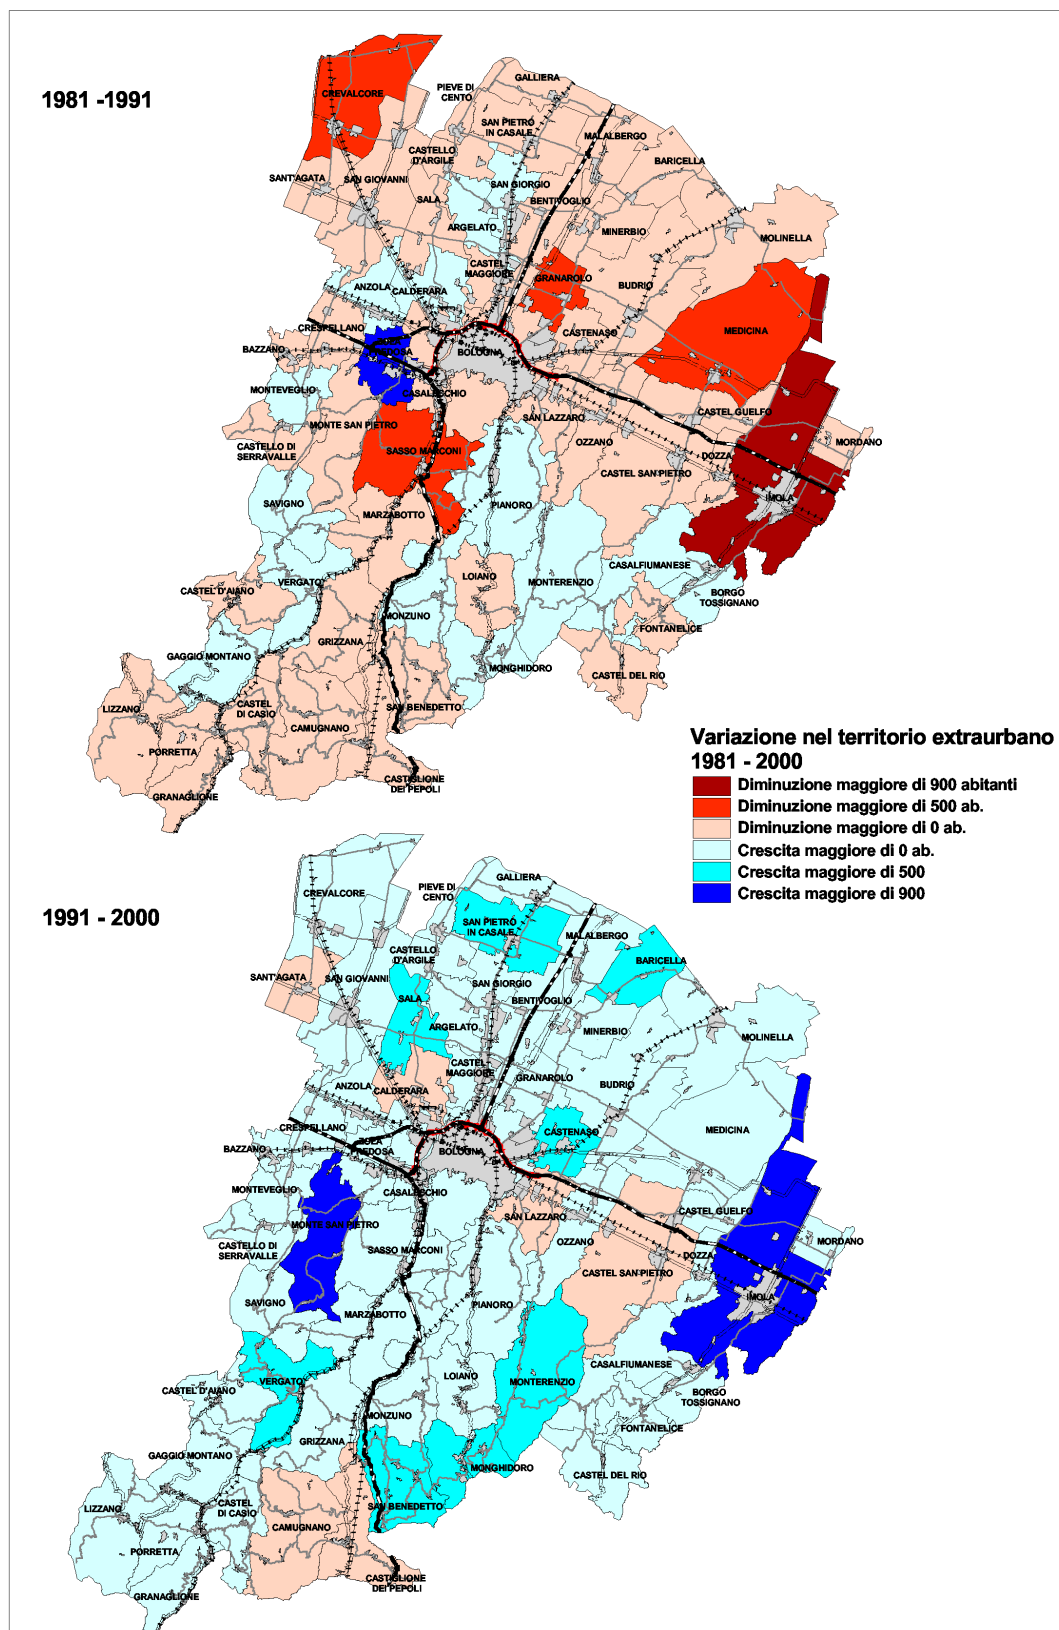 1981 -1991
CREVALCORE
PIEVE DI
CENTO
GALLIERA
SAN PIETRO
IN CASALE
MALALBERGO
CASTELLO
D'ARGILE
BARICELLA
SANT'AGATA
SAN GIOVANNI
SALA
SAN GIORGIO
BENTIVOGLIO
ARGELATO
MINERBIO
MOLINELLA
CASTEL
MAGGIORE
GRANAROLO
BUDRIO
ANZOLA
CALDERARA
CRESPELLANO
CASTENASO
MEDICINA
BAZZANO
PREDOSA
BOLOGNA
MONTEVEGLIO
CASALECCHIO
SAN LAZZARO
CASTEL GUELFO
MONTE SAN PIETRO
CASTELLO DI
SERRAVALLE
SASSO MARCONI
OZZANO
DOZZA
MORDANO
CASTEL SAN PIETRO
IMOLA
SAVIGNO
MARZABOTTO
PIANORO
CASALFIUMANESE
VERGATO
LOIANO
MONTERENZIO
CASTEL D'AIANO
BORGO
TOSSIGNANO
MONZUNO
FONTANELICE
GRIZZANA
GAGGIO MONTANO
MONGHIDORO
CASTEL DEL RIO
LIZZANO
CASTEL
DI CASIO
SAN BENEDETTO
CAMUGNANO
PORRETTA
CASTIGLIONE
DEI PEPOLI
GRANAGLIONE
Variazione nel territorio extraurbano
1981 - 2000
Diminuzione maggiore di 900 abitanti
Diminuzione maggiore di 500 ab.
Diminuzione maggiore di 0 ab.
Crescita maggiore di 0 ab.
Crescita maggiore di 500
Crescita maggiore di 900
1991 - 2000
CREVALCORE
PIEVE DI
CENTO
GALLIERA
SAN PIETRO
IN CASALE
MALALBERGO
CASTELLO
D'ARGILE
BARICELLA
SANT'AGATA
SAN GIOVANNI
SALA
SAN GIORGIO
BENTIVOGLIO
ARGELATO
MINERBIO
MOLINELLA
CASTEL
MAGGIORE
GRANAROLO
BUDRIO
ANZOLA
CALDERARA
CRESPELLANO
CASTENASO
MEDICINA
BAZZANO
ZOLA
PREDOSA
BOLOGNA
MONTEVEGLIO
CASALECCHIO
SAN LAZZARO
CASTEL GUELFO
MONTE SAN PIETRO
CASTELLO DI
SERRAVALLE
SASSO MARCONI
OZZANO
DOZZA
MORDANO
CASTEL SAN PIETRO
IMOLA
SAVIGNO
MARZABOTTO
PIANORO
CASALFIUMANESE
VERGATO
LOIANO
MONTERENZIO
CASTEL D'AIANO
BORGO
TOSSIGNANO
MONZUNO
FONTANELICE
GRIZZANA
GAGGIO MONTANO
MONGHIDORO
CASTEL DEL RIO
LIZZANO
CASTEL
DI CASIO
SAN BENEDETTO
CAMUGNANO
PORRETTA
CASTIGLIONE
DEI PEPOLI
GRANAGLIONE